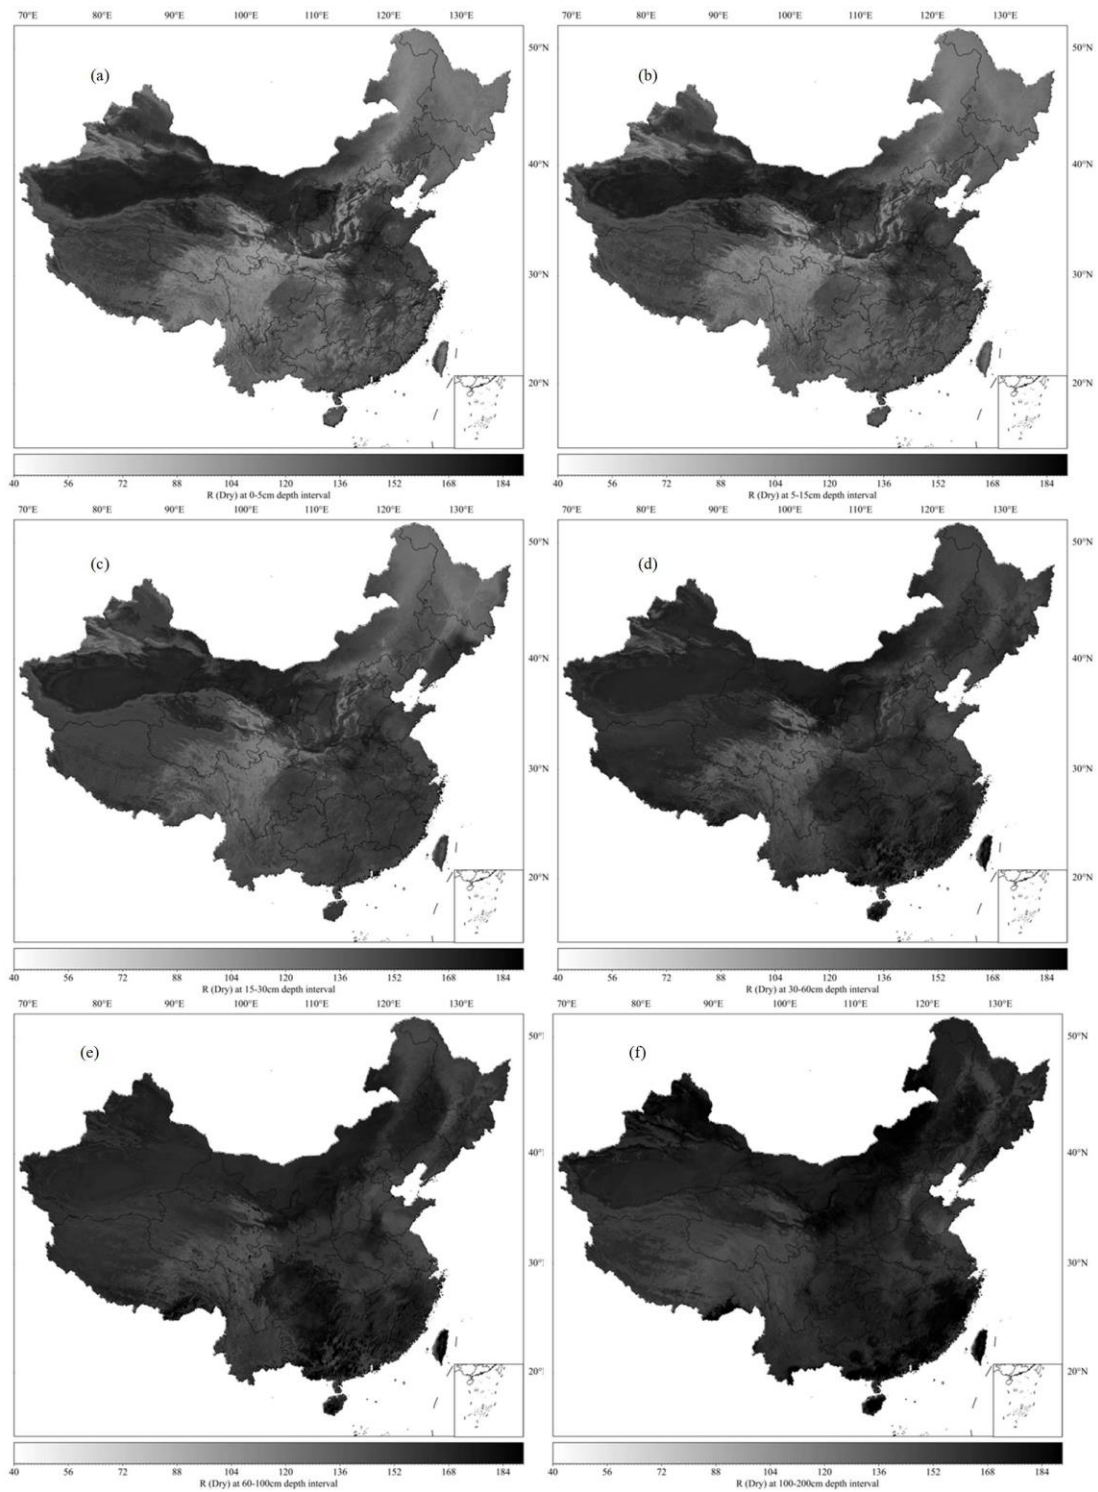 70°E 80°E 90°E 100°E 110°E 120°E 130°E
70°E 80°E 90°E 100°E 110°E 120°E 130°E
(a)
50°N
40°N
30°N
20°N
(b)
50°N
40°N
30°N
20°N
40 56 72 88 104 120 136 152 168 184
R (Dry) at 0-5cm depth interval
40 56 72 88 104 120 136 152 168 184
R (Dry) at 5-15cm depth interval
70°E 80°E 90°E 100°E 110°E 120°E 130°E
70°E 80°E 90°E 100°E 110°E 120°E 130°E
(c)
50°N
40°N
30°N
20°N
(d)
50°N
40°N
30°N
20°N
40 56 72 88 104 120 136 152 168 184
R (Dry) at 15-30cm depth interval
40 56 72 88 104 120 136 152 168 184
R (Dry) at 30-60cm depth interval
70°E 80°E 90°E 100°E 110°E 120°E 130°E
70°E 80°E 90°E 100°E 110°E 120°E 130°E
(e)
50°
40°
30°
20°
(f)
50°N
40°N
30°N
20°N
40 56 72 88 104 120 136 152 168 184
R (Dry) at 60-100cm depth interval
40 56 72 88 104 120 136 152 168 184
R (Dry) at 100-200cm depth interval